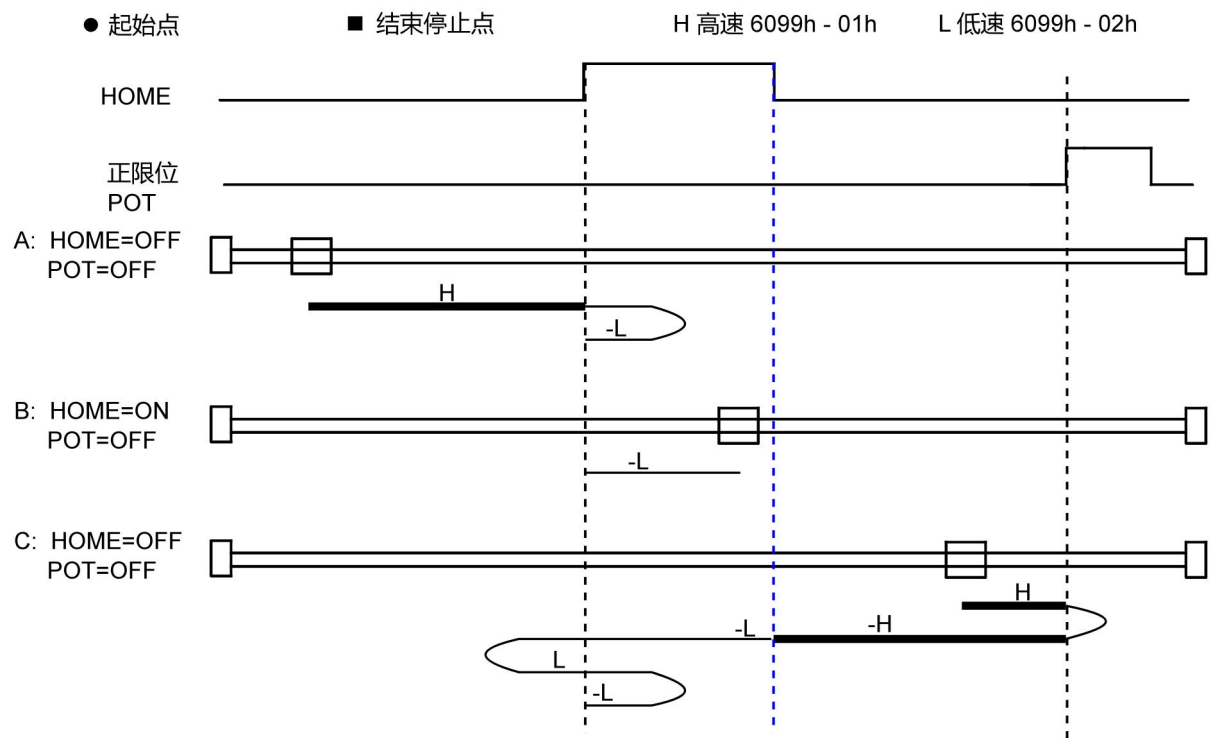 ● 起始点 ■ 结束停止点 H 高速 6099h - 01h L 低速 6099h - 02h
HOME
正限位
POT
A: HOME=OFF
POT=OFF
H
-L
B: HOME=ON
POT=OFF
-L
C: HOME=OFF
POT=OFF
H
-L -H
L
-L